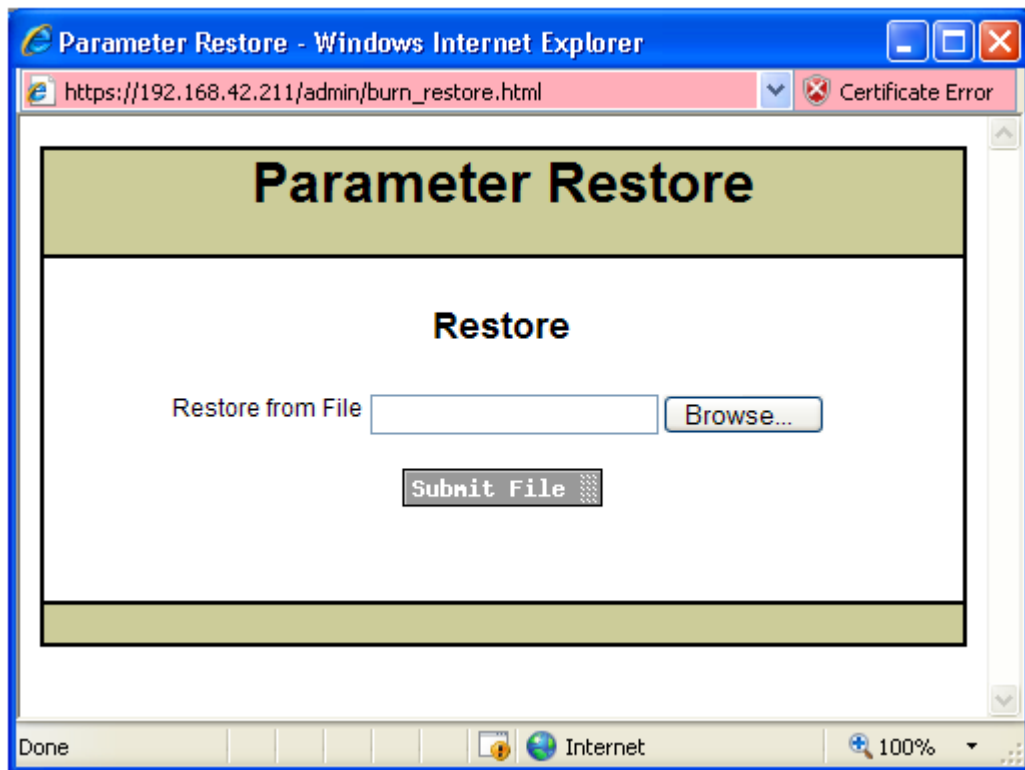 Parameter Restore - Windows Internet Explorer
https://192.168.42.211/admin/burn_restore.html Certificate Error
Parameter Restore
Restore
Restore from File Browse...
Submit File
Done Internet 100%